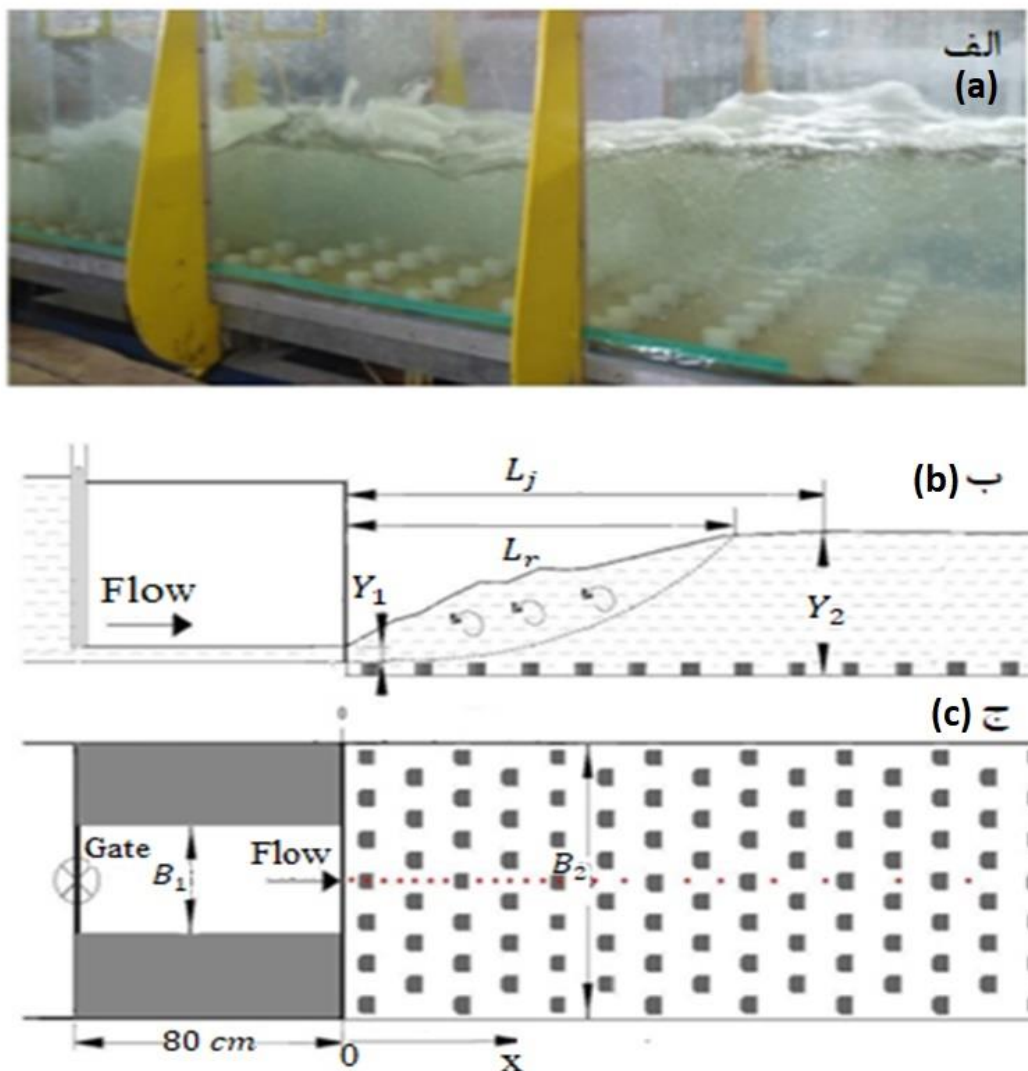 الف
(a)
(b) ب
L_j
L_r
Flow
Y_1
Y_2
(c) ج
0
Gate
B_1
Flow
B_2
80 cm
0
x